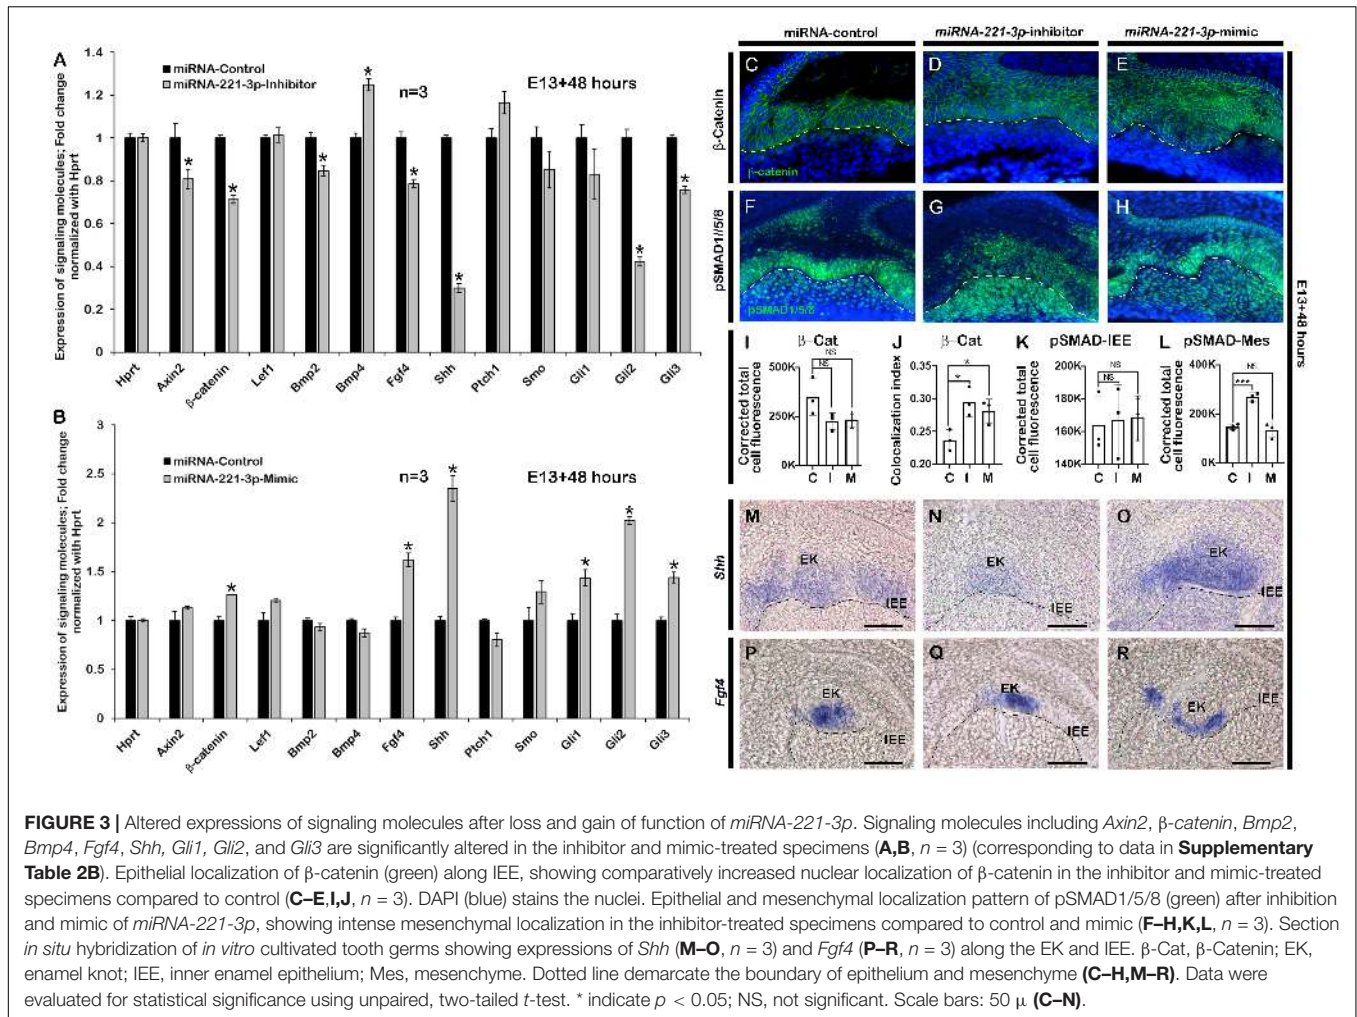 A
1.4
1.2
1
0.8
0.6
0.4
0.2
0
Expression of signaling molecules; Fold change
normalized with Hprt
miRNA-Control
miRNA-221-3p-Inhibitor
n=3
E13+48 hours
* * * * * * * *
Hprt Axin2 β-catenin Lef1 Bmp2 Bmp4 Fgf4 Shh Ptch1 Smo Gli1 Gli2 Gli3
B
3
2.5
2
1.5
1
0.5
0
Expression of signaling molecules; Fold change
normalized with Hprt
miRNA-Control
miRNA-221-3p-Mimic
n=3
E13+48 hours
* * * * * *
Hprt Axin2 β-catenin Lef1 Bmp2 Bmp4 Fgf4 Shh Ptch1 Smo Gli1 Gli2 Gli3
miRNA-control miRNA-221-3p-inhibitor miRNA-221-3p-mimic
β-Catenin
C D E
β-catenin
pSMAD1/5/8
F G H
pSMAD1/5/8
E13+48 hours
I β-Cat
Corrected total
cell fluorescence
500K
250K
0K
NS
NS
C I M
J β-Cat
Colocalization index
0.35
0.30
0.25
0.20
*
*
C I M
K pSMAD-IEE
Corrected total
cell fluorescence
200K
180K
160K
140K
NS
NS
C I M
L pSMAD-Mes
Corrected total
cell fluorescence
400K
200K
0K
NS
***
C I M
Shh
M EK IEE
N EK IEE
O EK IEE
Fgf4
P EK IEE
Q EK IEE
R EK IEE
FIGURE 3 | Altered expressions of signaling molecules after loss and gain of function of miRNA-221-3p. Signaling molecules including Axin2, β-catenin, Bmp2,
Bmp4, Fgf4, Shh, Gli1, Gli2, and Gli3 are significantly altered in the inhibitor and mimic-treated specimens (A,B, n = 3) (corresponding to data in Supplementary
Table 2B). Epithelial localization of β-catenin (green) along IEE, showing comparatively increased nuclear localization of β-catenin in the inhibitor and mimic-treated
specimens compared to control (C–E,I,J, n = 3). DAPI (blue) stains the nuclei. Epithelial and mesenchymal localization pattern of pSMAD1/5/8 (green) after inhibition
and mimic of miRNA-221-3p, showing intense mesenchymal localization in the inhibitor-treated specimens compared to control and mimic (F–H,K,L, n = 3). Section
in situ hybridization of in vitro cultivated tooth germs showing expressions of Shh (M–O, n = 3) and Fgf4 (P–R, n = 3) along the EK and IEE. β-Cat, β-Catenin; EK,
enamel knot; IEE, inner enamel epithelium; Mes, mesenchyme. Dotted line demarcate the boundary of epithelium and mesenchyme (C–H,M–R). Data were
evaluated for statistical significance using unpaired, two-tailed t-test. * indicate p < 0.05; NS, not significant. Scale bars: 50 μ (C–N).